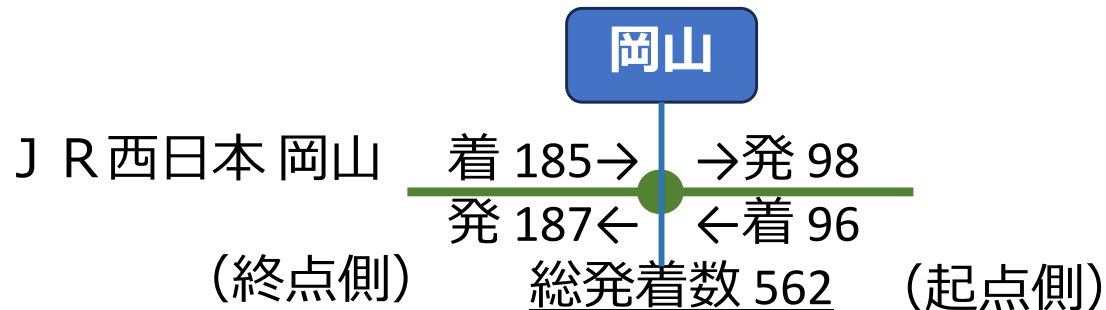 岡山
ＪＲ西日本 岡山 着 185→ →発 98
発 187← ←着 96
（終点側） 総発着数 562 （起点側）